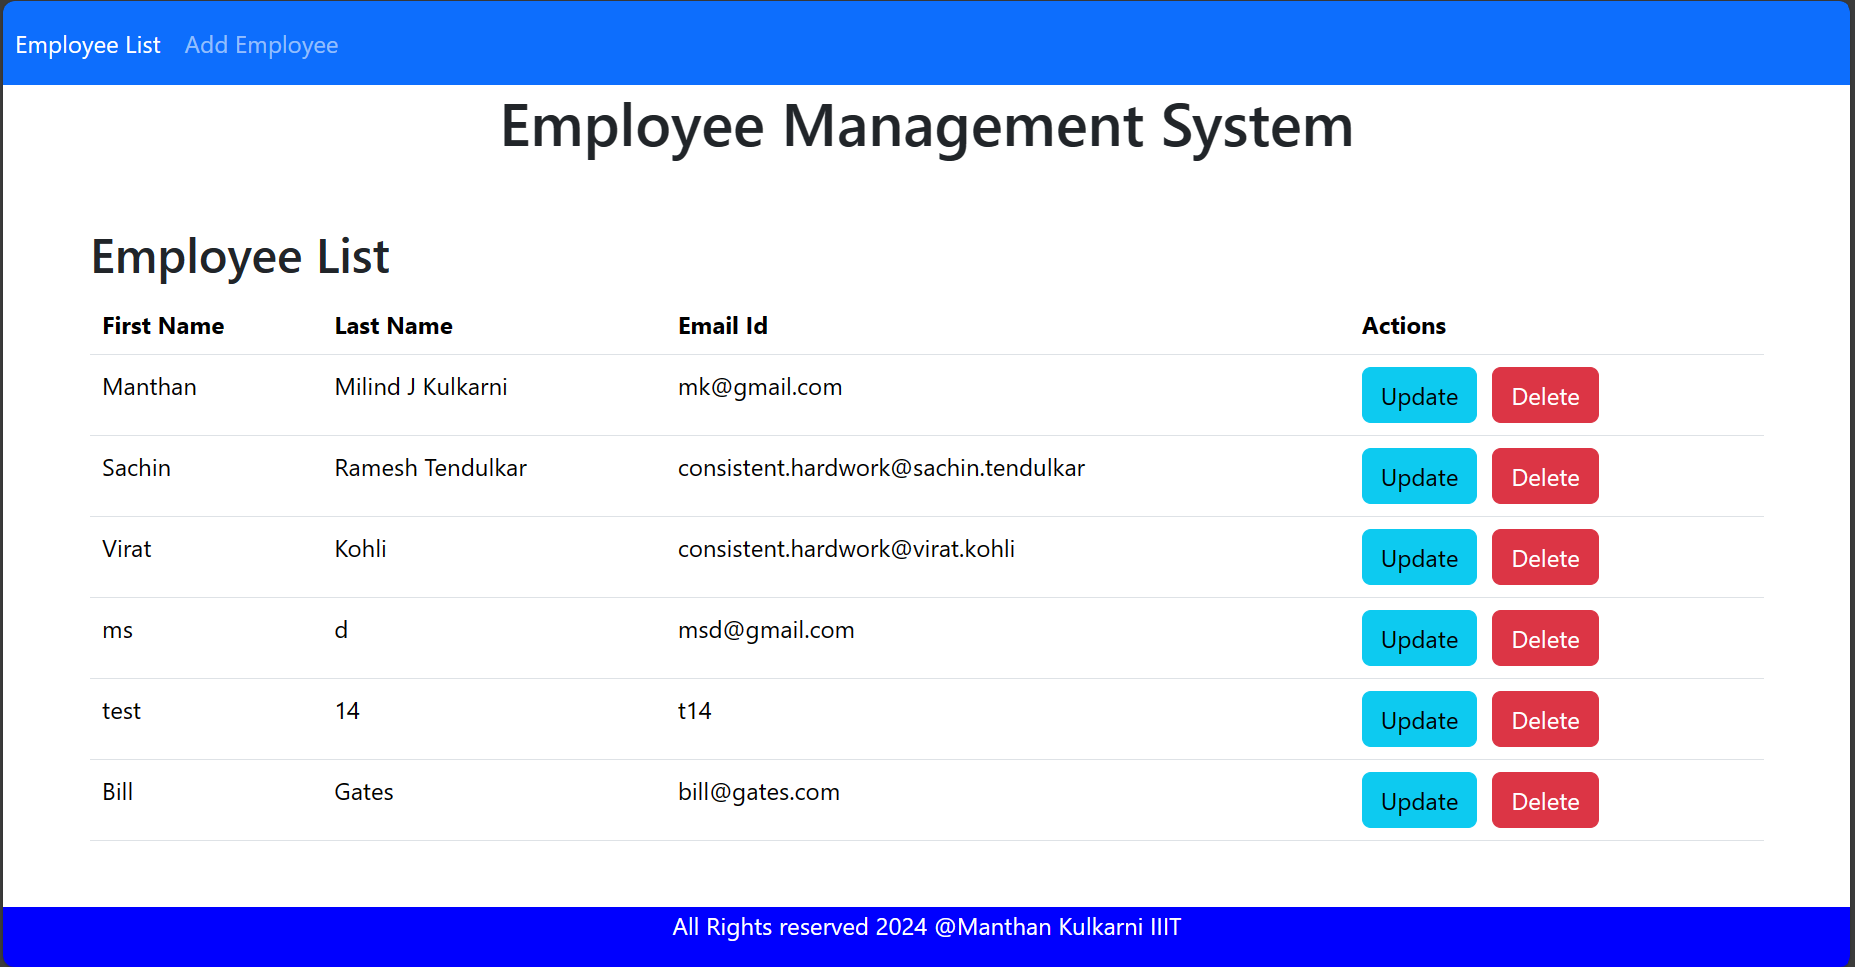 Employee List Add Employee
Employee Management System
Employee List
First Name Last Name Email Id Actions
Manthan Milind J Kulkarni mk@gmail.com Update Delete
Sachin Ramesh Tendulkar consistent.hardwork@sachin.tendulkar Update Delete
Virat Kohli consistent.hardwork@virat.kohli Update Delete
ms d msd@gmail.com Update Delete
test 14 t14 Update Delete
Bill Gates bill@gates.com Update Delete
All Rights reserved 2024 @Manthan Kulkarni IIIT